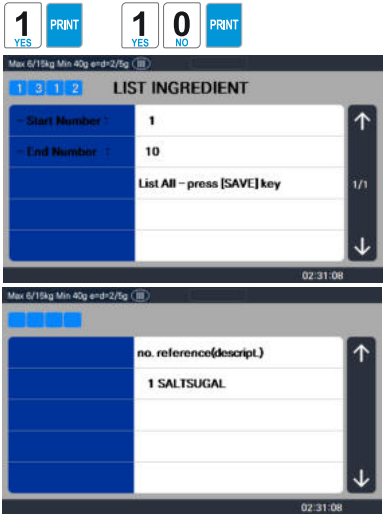 1 YES PRINT 1 YES 0 NO PRINT
Max 6/15kg Min 40g e=d=2/5g
1 3 1 2 LIST INGREDIENT
- Start Number : 1
- End Number : 10
List All - press [SAVE] key
1/1
02:31:08
Max 6/15kg Min 40g e=d=2/5g
no. reference(descript.)
1 SALTSUGAL
02:31:08